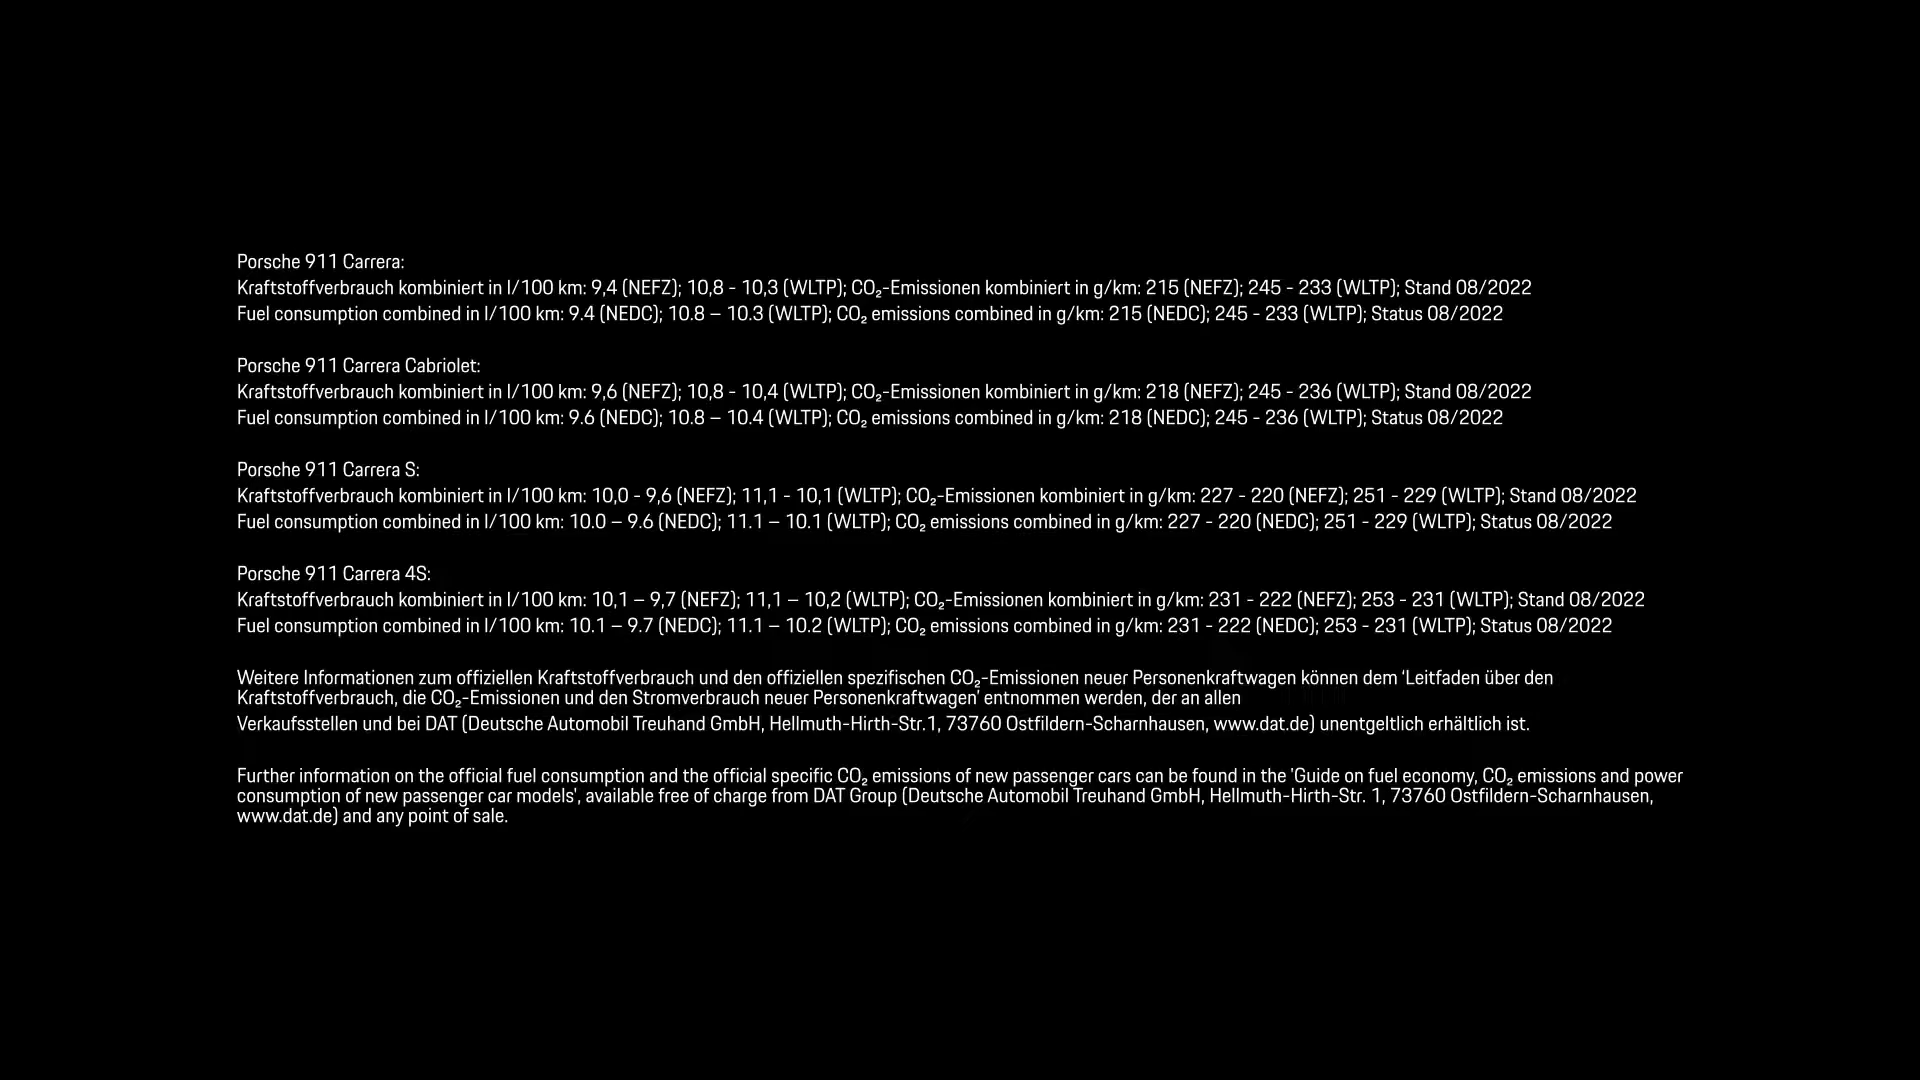 Porsche 911 Carrera:
Kraftstoffverbrauch kombiniert in l/100 km: 9,4 (NEFZ); 10,8 - 10,3 (WLTP); CO₂-Emissionen kombiniert in g/km: 215 (NEFZ); 245 - 233 (WLTP); Stand 08/2022
Fuel consumption combined in l/100 km: 9.4 (NEDC); 10.8 – 10.3 (WLTP); CO₂ emissions combined in g/km: 215 (NEDC); 245 - 233 (WLTP); Status 08/2022
Porsche 911 Carrera Cabriolet:
Kraftstoffverbrauch kombiniert in l/100 km: 9,6 (NEFZ); 10,8 - 10,4 (WLTP); CO₂-Emissionen kombiniert in g/km: 218 (NEFZ); 245 - 236 (WLTP); Stand 08/2022
Fuel consumption combined in l/100 km: 9.6 (NEDC); 10.8 – 10.4 (WLTP); CO₂ emissions combined in g/km: 218 (NEDC); 245 - 236 (WLTP); Status 08/2022
Porsche 911 Carrera S:
Kraftstoffverbrauch kombiniert in l/100 km: 10,0 - 9,6 (NEFZ); 11,1 - 10,1 (WLTP); CO₂-Emissionen kombiniert in g/km: 227 - 220 (NEFZ); 251 - 229 (WLTP); Stand 08/2022
Fuel consumption combined in l/100 km: 10.0 – 9.6 (NEDC); 11.1 – 10.1 (WLTP); CO₂ emissions combined in g/km: 227 - 220 (NEDC); 251 - 229 (WLTP); Status 08/2022
Porsche 911 Carrera 4S:
Kraftstoffverbrauch kombiniert in l/100 km: 10,1 – 9,7 (NEFZ); 11,1 – 10,2 (WLTP); CO₂-Emissionen kombiniert in g/km: 231 - 222 (NEFZ); 253 - 231 (WLTP); Stand 08/2022
Fuel consumption combined in l/100 km: 10.1 – 9.7 (NEDC); 11.1 – 10.2 (WLTP); CO₂ emissions combined in g/km: 231 - 222 (NEDC); 253 - 231 (WLTP); Status 08/2022
Weitere Informationen zum offiziellen Kraftstoffverbrauch und den offiziellen spezifischen CO₂-Emissionen neuer Personenkraftwagen können dem 'Leitfaden über den
Kraftstoffverbrauch, die CO₂-Emissionen und den Stromverbrauch neuer Personenkraftwagen' entnommen werden, der an allen
Verkaufsstellen und bei DAT (Deutsche Automobil Treuhand GmbH, Hellmuth-Hirth-Str.1, 73760 Ostfildern-Scharnhausen, www.dat.de) unentgeltlich erhältlich ist.
Further information on the official fuel consumption and the official specific CO₂ emissions of new passenger cars can be found in the 'Guide on fuel economy, CO₂ emissions and power
consumption of new passenger car models', available free of charge from DAT Group (Deutsche Automobil Treuhand GmbH, Hellmuth-Hirth-Str. 1, 73760 Ostfildern-Scharnhausen,
www.dat.de) and any point of sale.